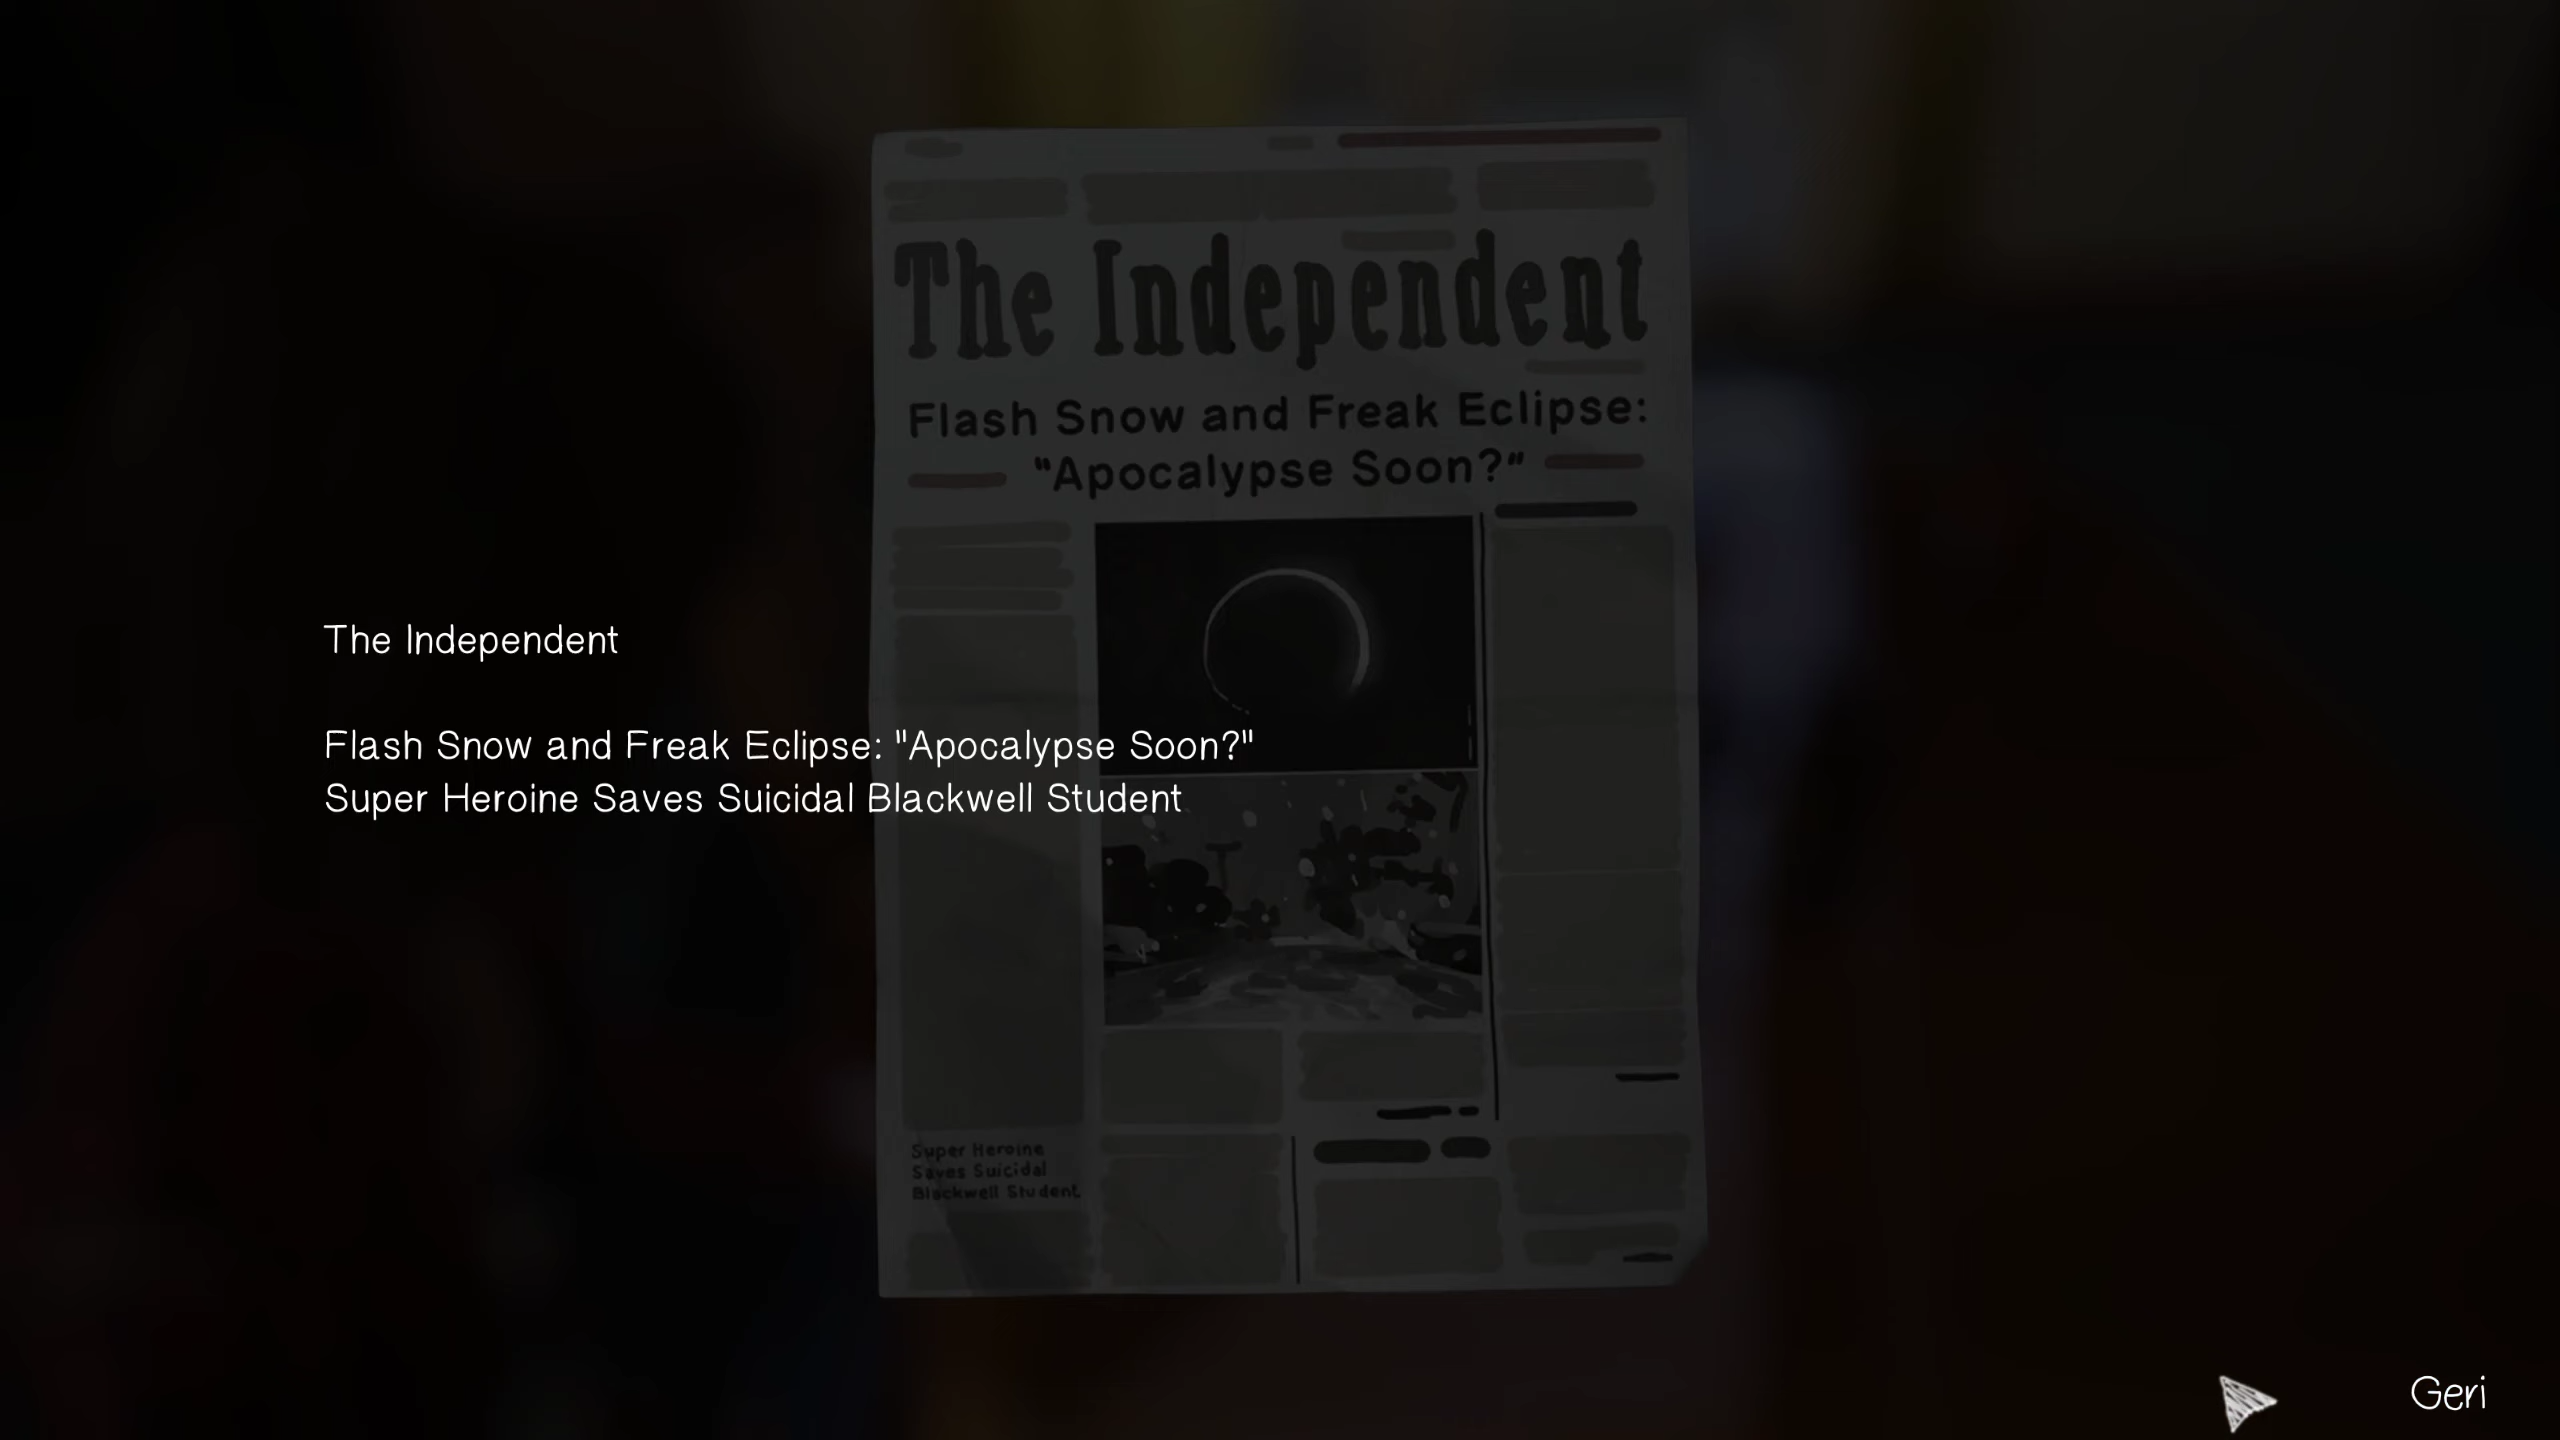 The Independent
Flash Snow and Freak Eclipse:
"Apocalypse Soon?"
The Independent
Flash Snow and Freak Eclipse: "Apocalypse Soon?"
Super Heroine Saves Suicidal Blackwell Student
Super Heroine
Saves Suicidal
Blackwell Student
Geri